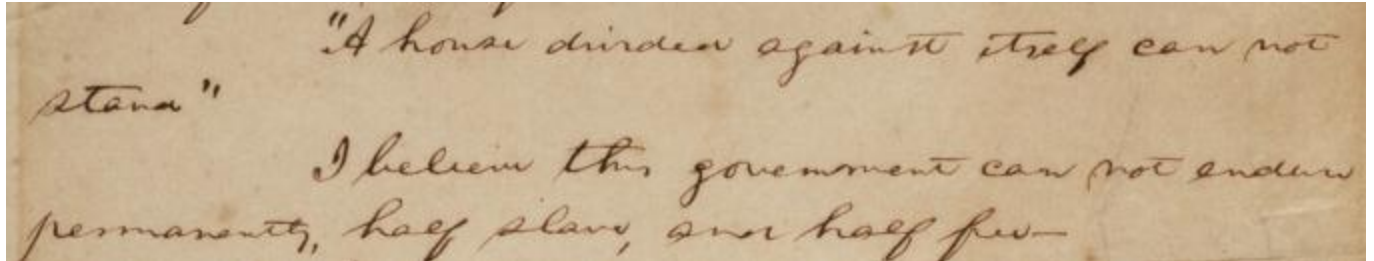 "A house divided against itself can not
stand"
I believe this government can not endure
permanently, half slave, and half free—